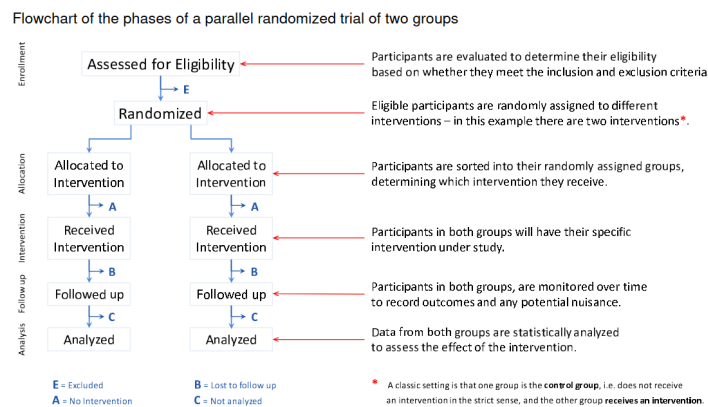 Flowchart of the phases of a parallel randomized trial of two groups
Enrollment
Assessed for Eligibility
Participants are evaluated to determine their eligibility
based on whether they meet the inclusion and exclusion criteria
E
Randomized
Eligible participants are randomly assigned to different
interventions – in this example there are two interventions*.
Allocation
Allocated to
Intervention
Allocated to
Intervention
Participants are sorted into their randomly assigned groups,
determining which intervention they receive.
A
A
Intervention
Received
Intervention
Received
Intervention
Participants in both groups will have their specific
intervention under study.
B
B
Follow up
Followed up
Followed up
Participants in both groups, are monitored over time
to record outcomes and any potential nuisance.
C
C
Analysis
Analyzed
Analyzed
Data from both groups are statistically analyzed
to assess the effect of the intervention.
E = Excluded
A = No Intervention
B = Lost to follow up
C = Not analyzed
* A classic setting is that one group is the control group, i.e. does not receive
an intervention in the strict sense, and the other group receives an intervention.